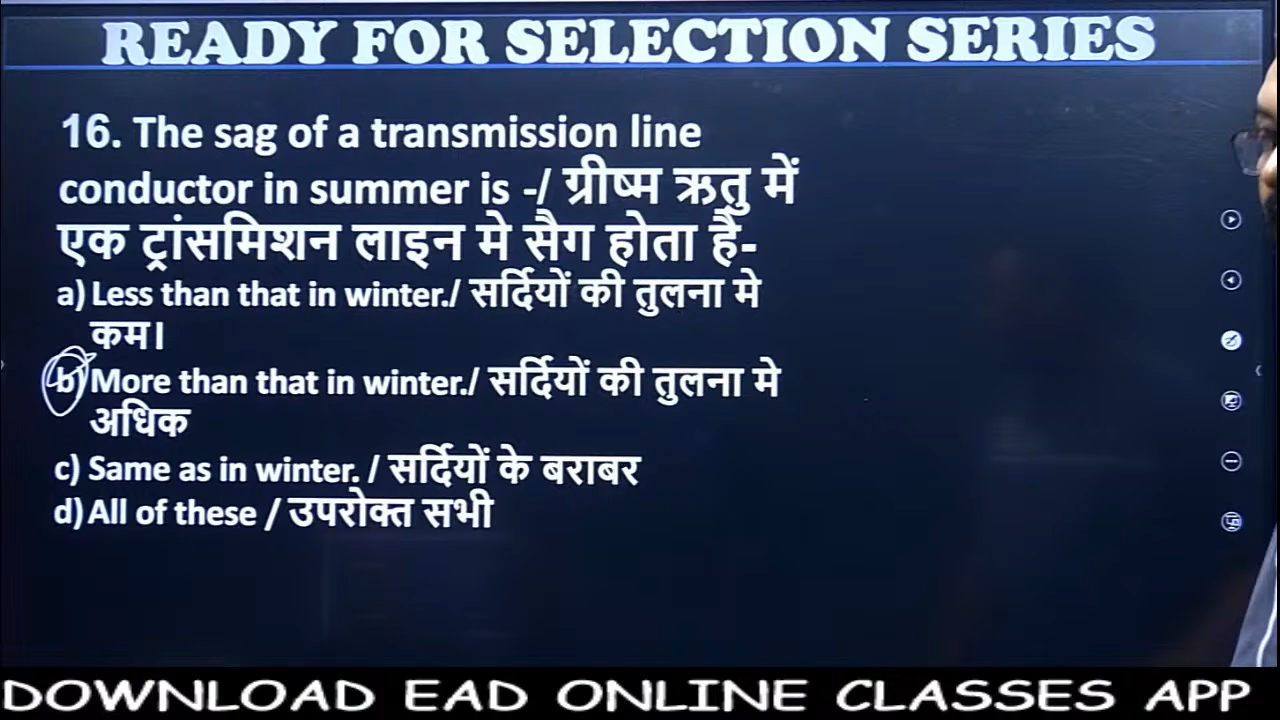 READY FOR SELECTION SERIES
16. The sag of a transmission line
conductor in summer is -/ ग्रीष्म ऋतु में
एक ट्रांसमिशन लाइन मे सैग होता है-
a) Less than that in winter./ सर्दियों की तुलना मे
कम।
b) More than that in winter./ सर्दियों की तुलना मे
अधिक
c) Same as in winter. / सर्दियों के बराबर
d) All of these / उपरोक्त सभी
DOWNLOAD EAD ONLINE CLASSES APP